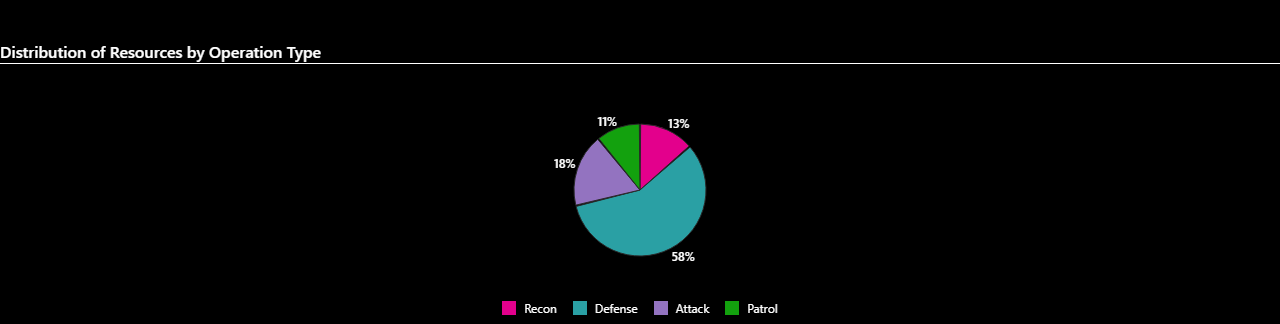 Distribution of Resources by Operation Type
11%
13%
18%
58%
Recon
Defense
Attack
Patrol